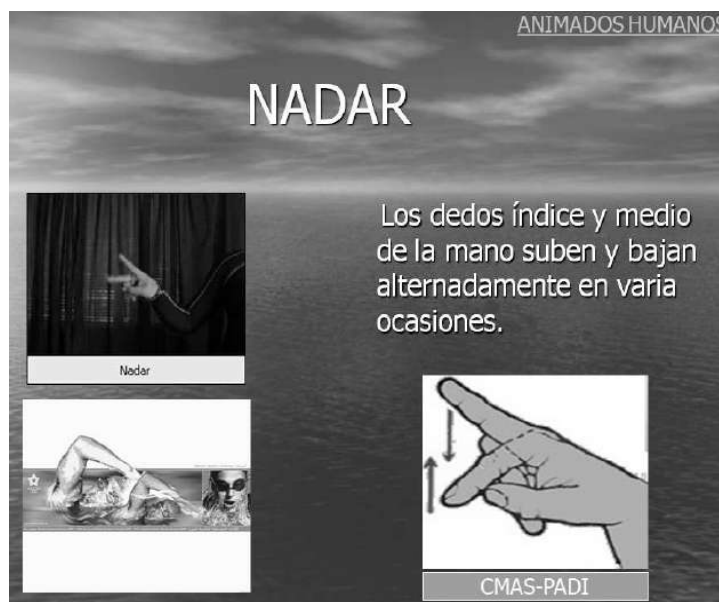 ANIMADOS HUMANOS
NADAR
Los dedos índice y medio
de la mano suben y bajan
alternadamente en varia
ocasiones.
Nadar
CMAS-PADI